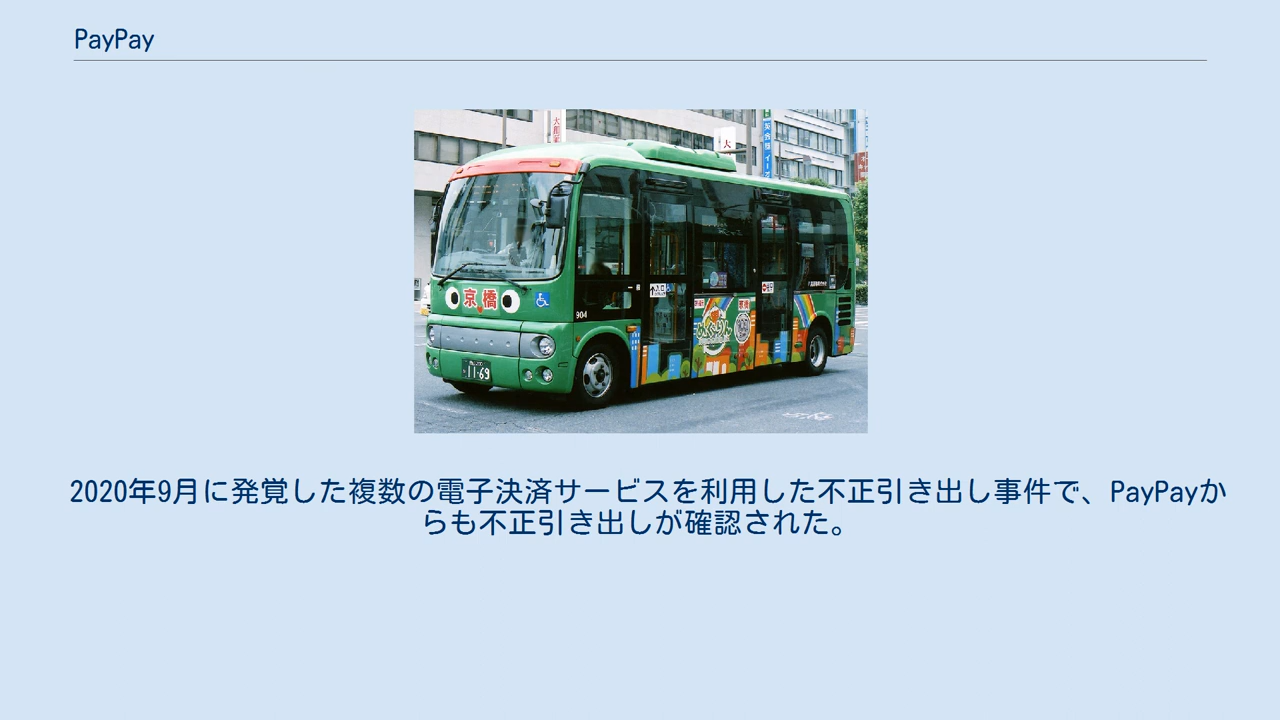 PayPay
京橋
904
11-69
2020年9月に発覚した複数の電子決済サービスを利用した不正引き出し事件で、PayPayか
らも不正引き出しが確認された。